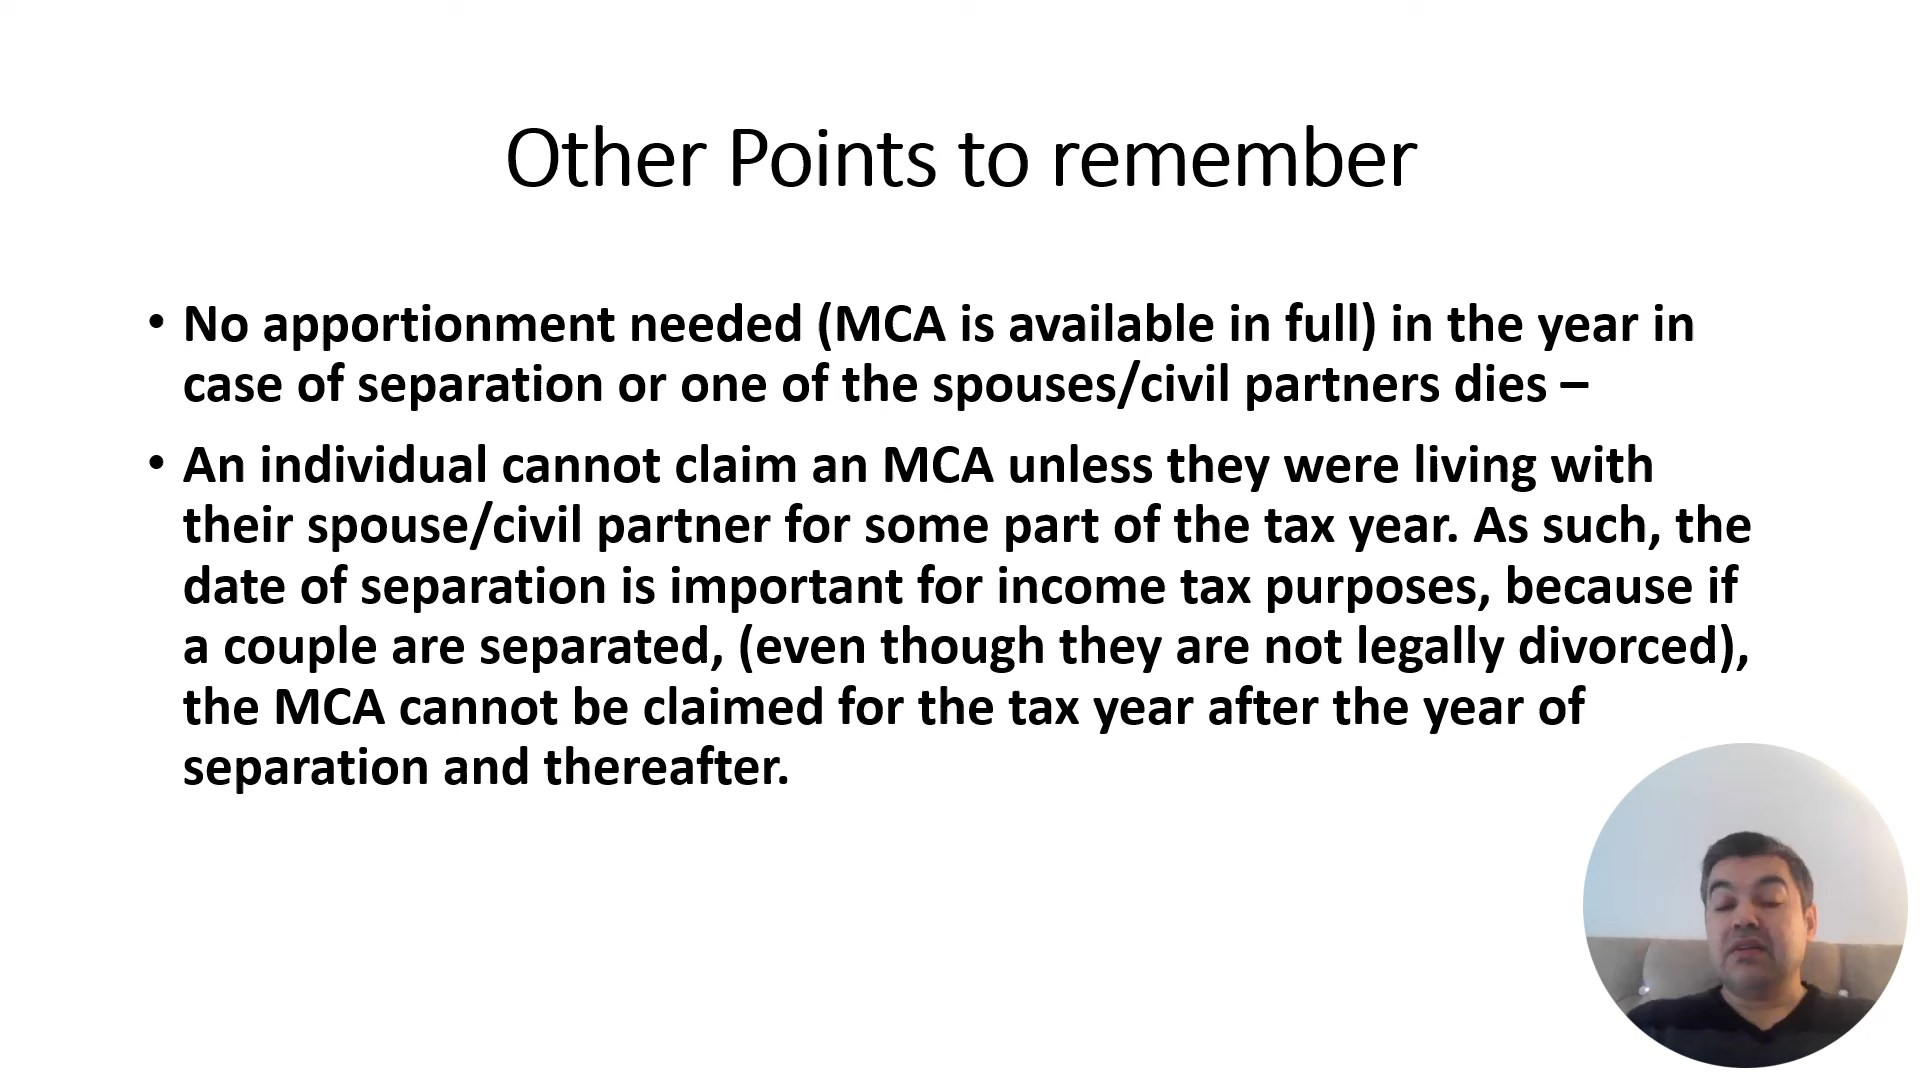 Other Points to remember
• No apportionment needed (MCA is available in full) in the year in
case of separation or one of the spouses/civil partners dies –
• An individual cannot claim an MCA unless they were living with
their spouse/civil partner for some part of the tax year. As such, the
date of separation is important for income tax purposes, because if
a couple are separated, (even though they are not legally divorced),
the MCA cannot be claimed for the tax year after the year of
separation and thereafter.